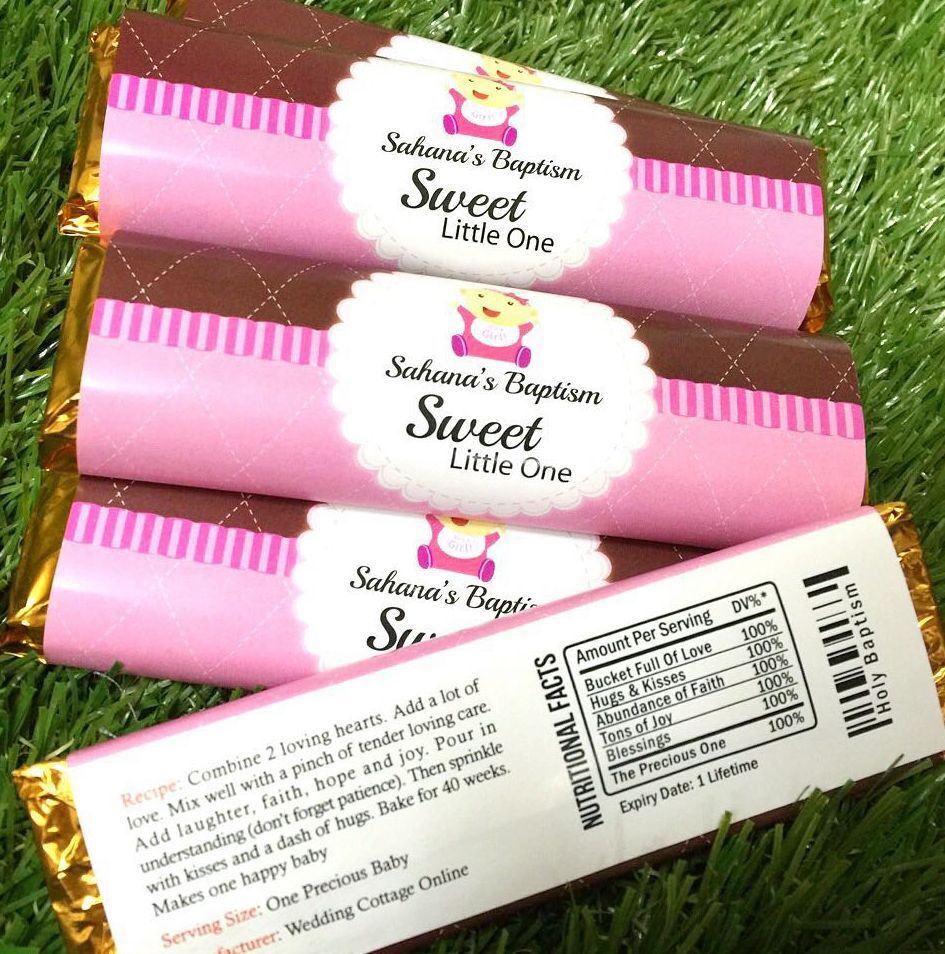 Sahana's Baptism
Sweet
Little One
Girl!
Sahana's Baptism
Sweet
Little One
Girl!
Sahana's
Recipe: Combine 2 loving hearts. Add a lot of
love. Mix well with a pinch of tender loving care.
Add laughter, faith, hope and joy. Pour in
understanding (don't forget patience). Then sprinkle
with kisses and a dash of hugs. Bake for 40 weeks.
Makes one happy baby
Serving Size: One Precious Baby
Wedding Cottage Online
NUTRITIONAL FACTS
Amount Per Serving DV%*
Bucket Full Of Love 100%
Hugs & Kisses 100%
Abundance of Faith 100%
Tons of Joy 100%
Blessings 100%
The Precious One 100%
Expiry Date: 1 Lifetime
Holy Baptism